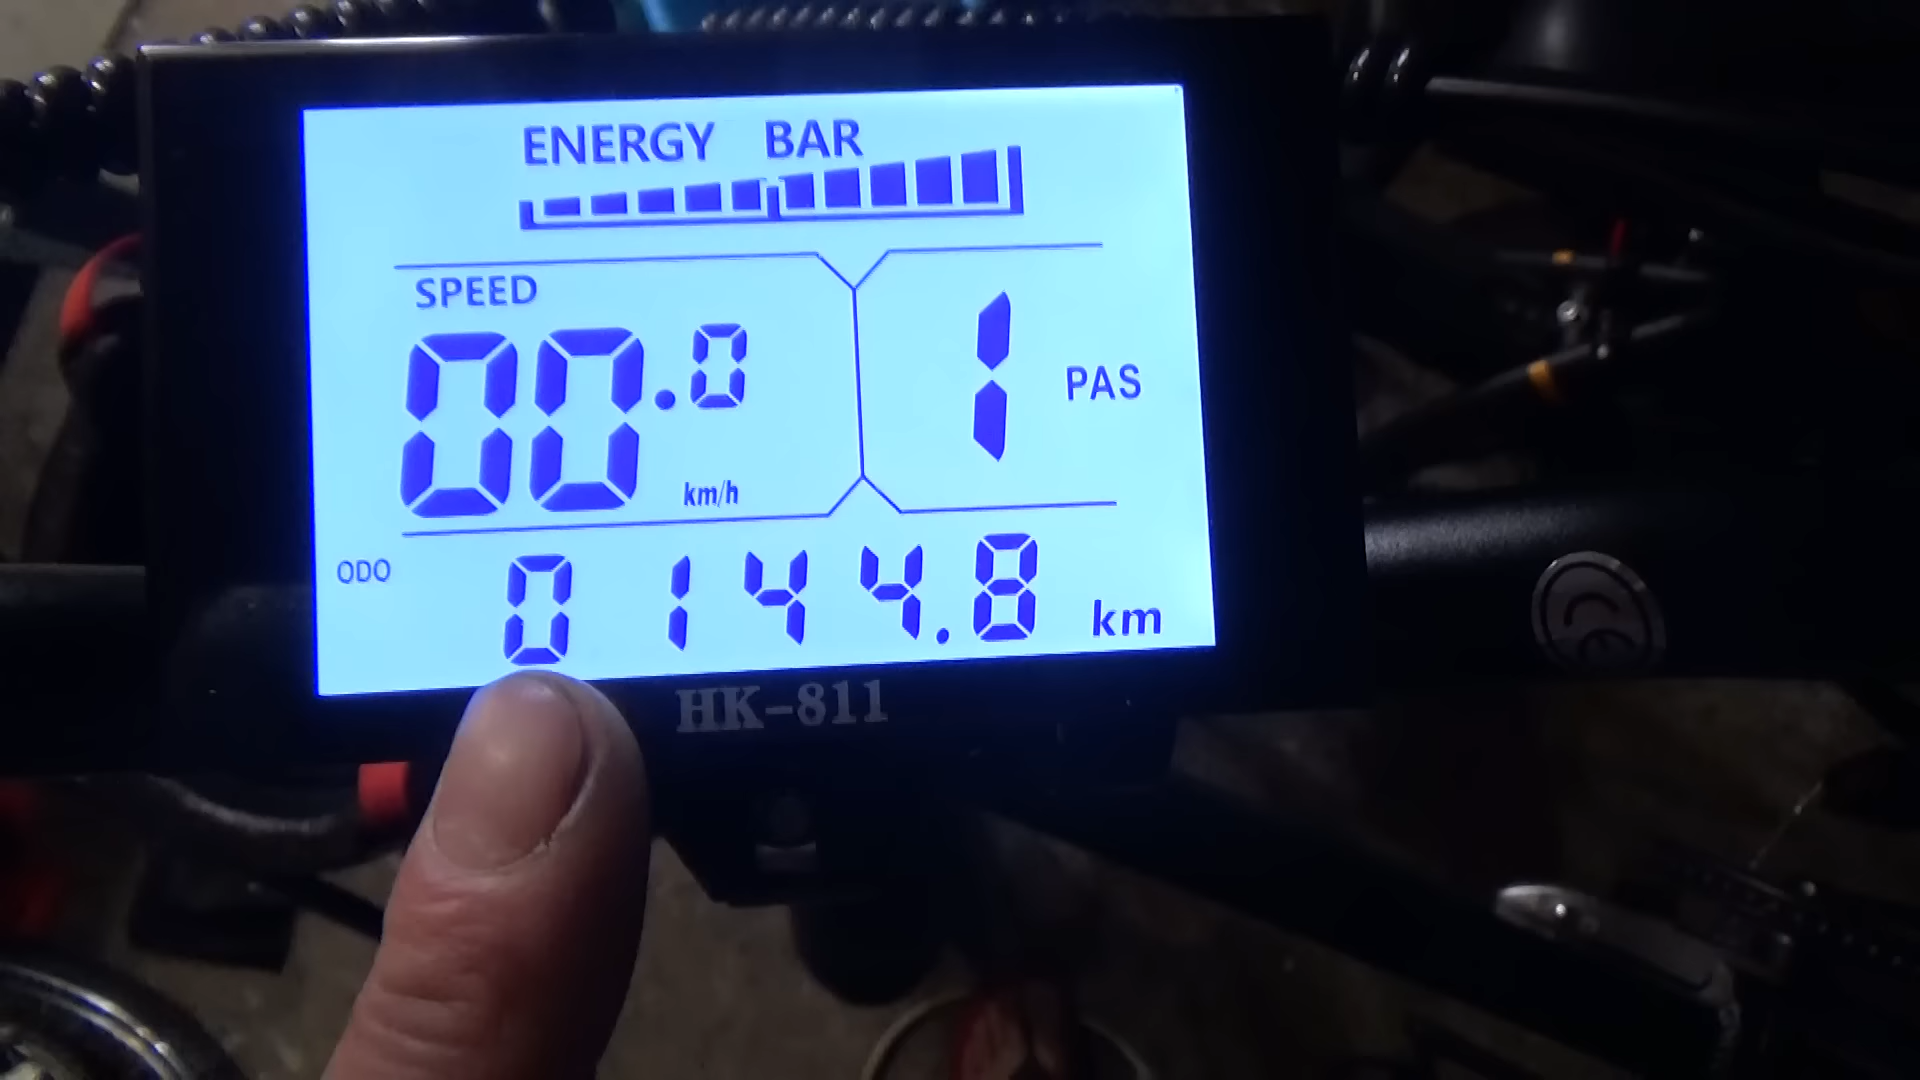 ENERGY BAR
SPEED
00.0 km/h
1 PAS
ODO 0144.8 km
HK-811